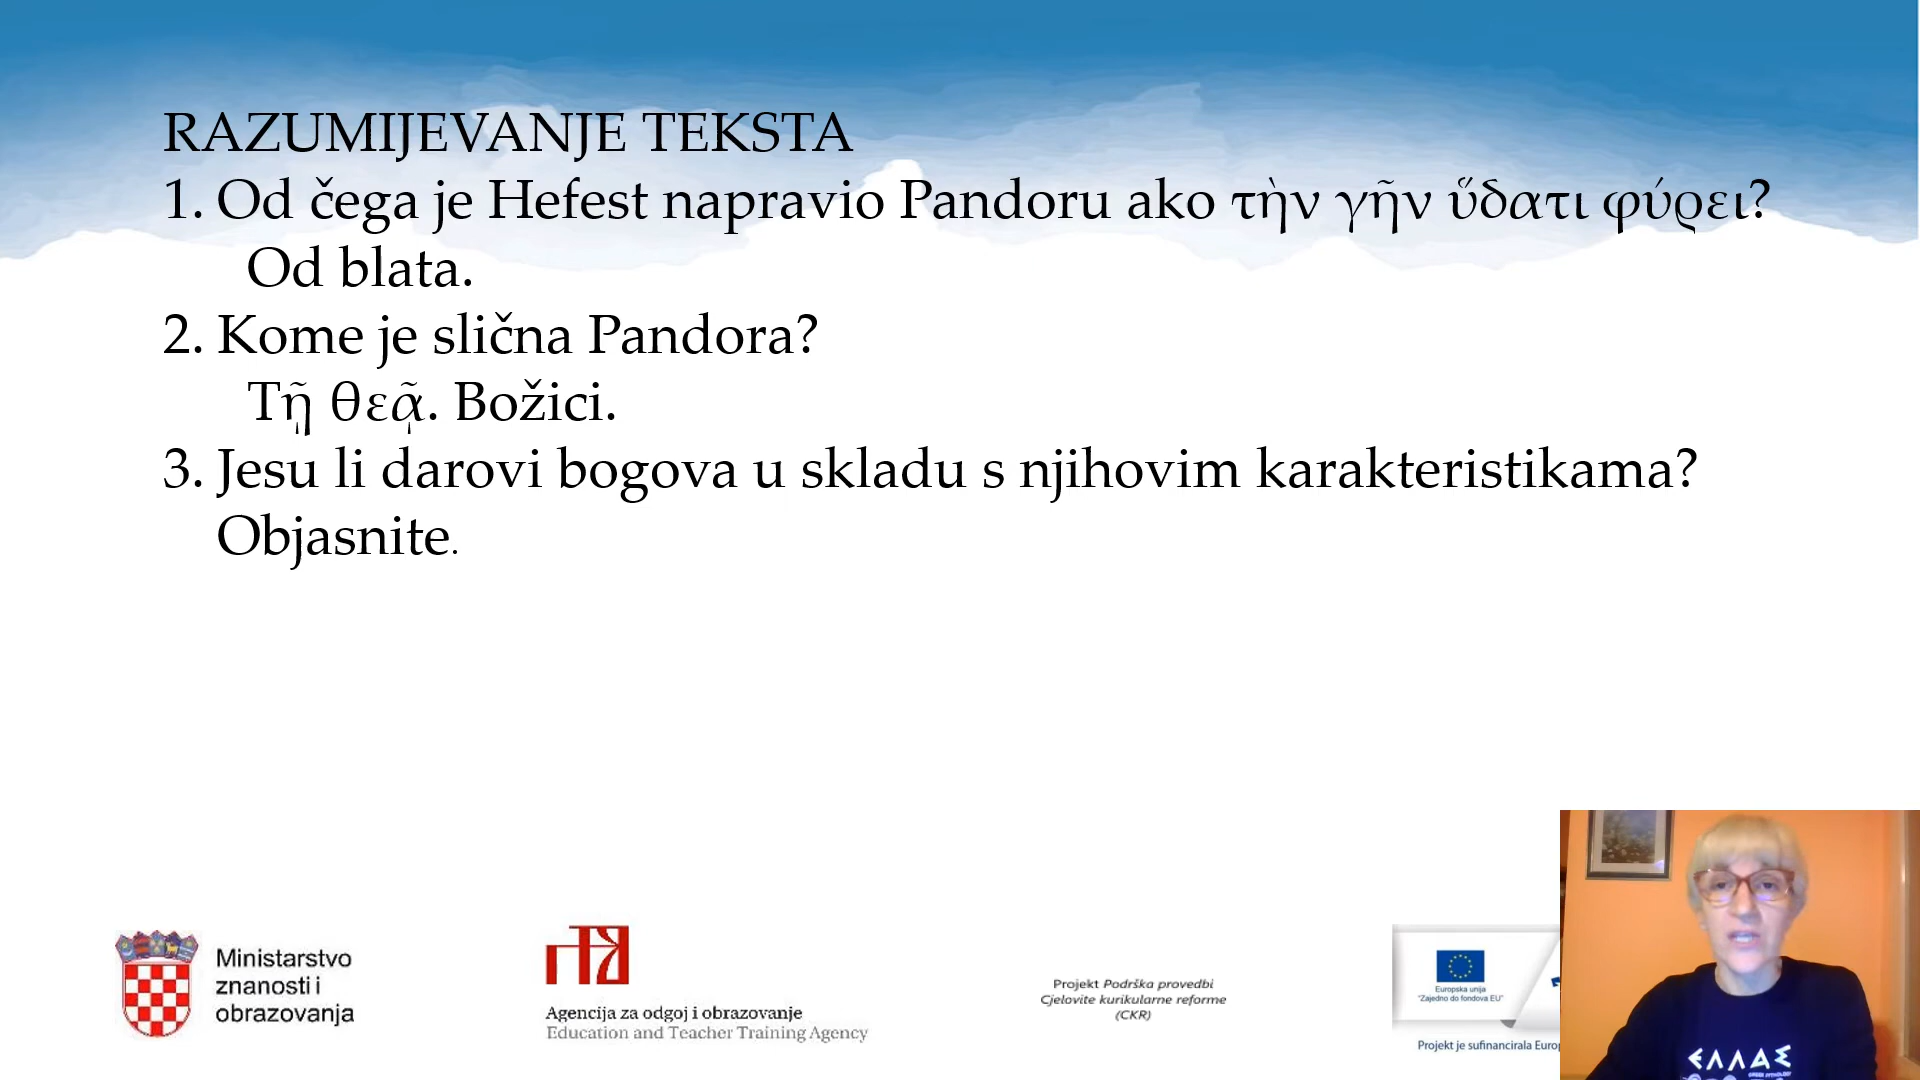 RAZUMIJEVANJE TEKSTA
1. Od čega je Hefest napravio Pandoru ako τὴν γῆν ὕδατι φύρει?
Od blata.
2. Kome je slična Pandora?
Τῇ θεᾷ. Božici.
3. Jesu li darovi bogova u skladu s njihovim karakteristikama?
Objasnite.
Ministarstvo
znanosti i
obrazovanja
Agencija za odgoj i obrazovanje
Education and Teacher Training Agency
Projekt Podrška provedbi
Cjelovite kurikularne reforme
(CKR)
Europska unija
"Zajedno do fondova EU"
Projekt je sufinancirala
ΕΛΛΑΣ